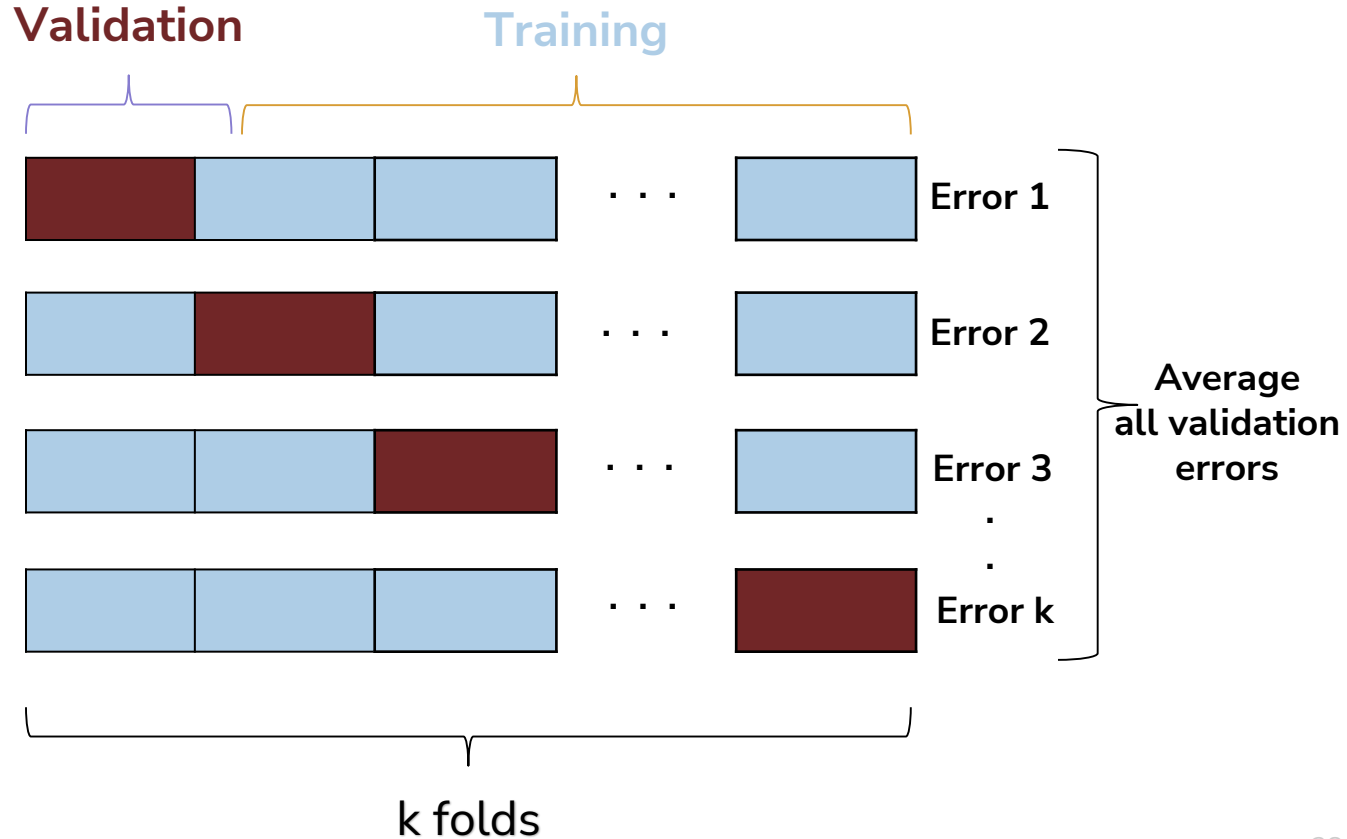 Validation
Training
. . .
Error 1
. . .
Error 2
. . .
Error 3
.
.
. . .
Error k
Average
all validation
errors
k folds